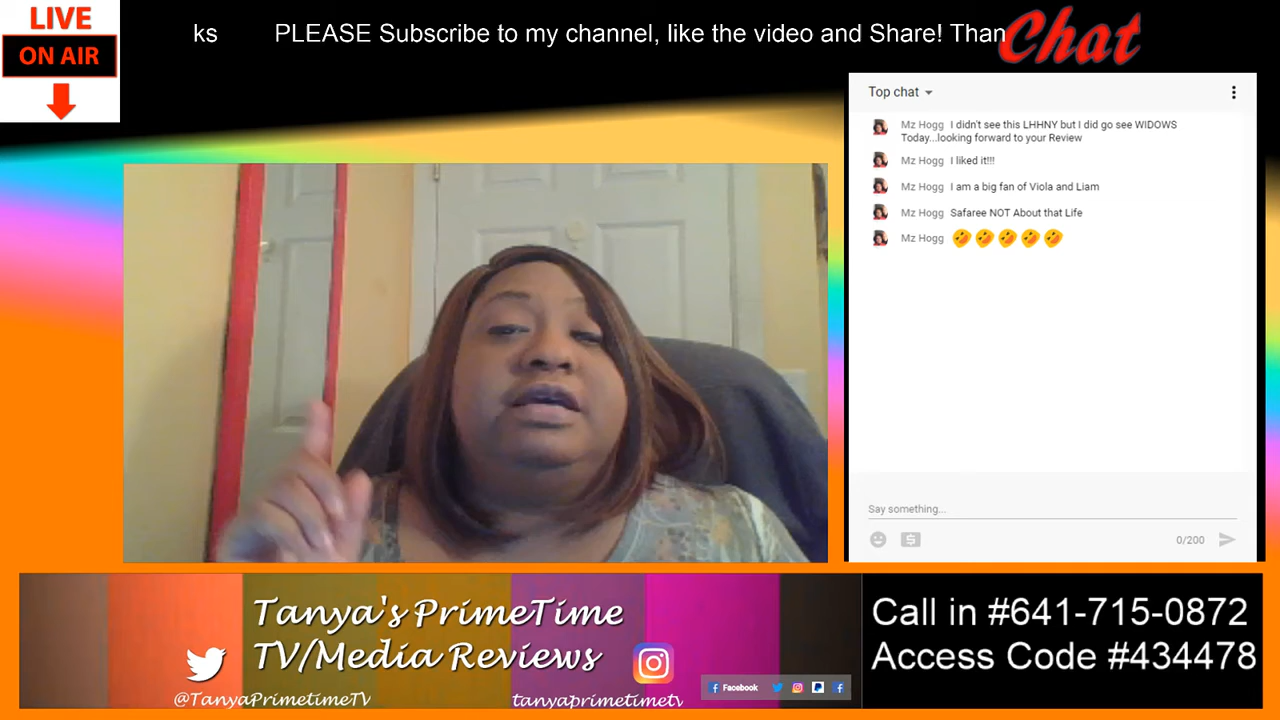 LIVE
ON AIR
ks PLEASE Subscribe to my channel, like the video and Share! Than
Chat
Top chat
Mz Hogg I didn't see this LHHNY but I did go see WIDOWS
Today...looking forward to your Review
Mz Hogg I liked it!!!
Mz Hogg I am a big fan of Viola and Liam
Mz Hogg Safaree NOT About that Life
Mz Hogg 🤣🤣🤣🤣🤣
Say something...
0/200
Tanya's PrimeTime
TV/Media Reviews
@TanyaPrimetimeTV
tanyaprimetimetv
Facebook
Call in #641-715-0872
Access Code #434478